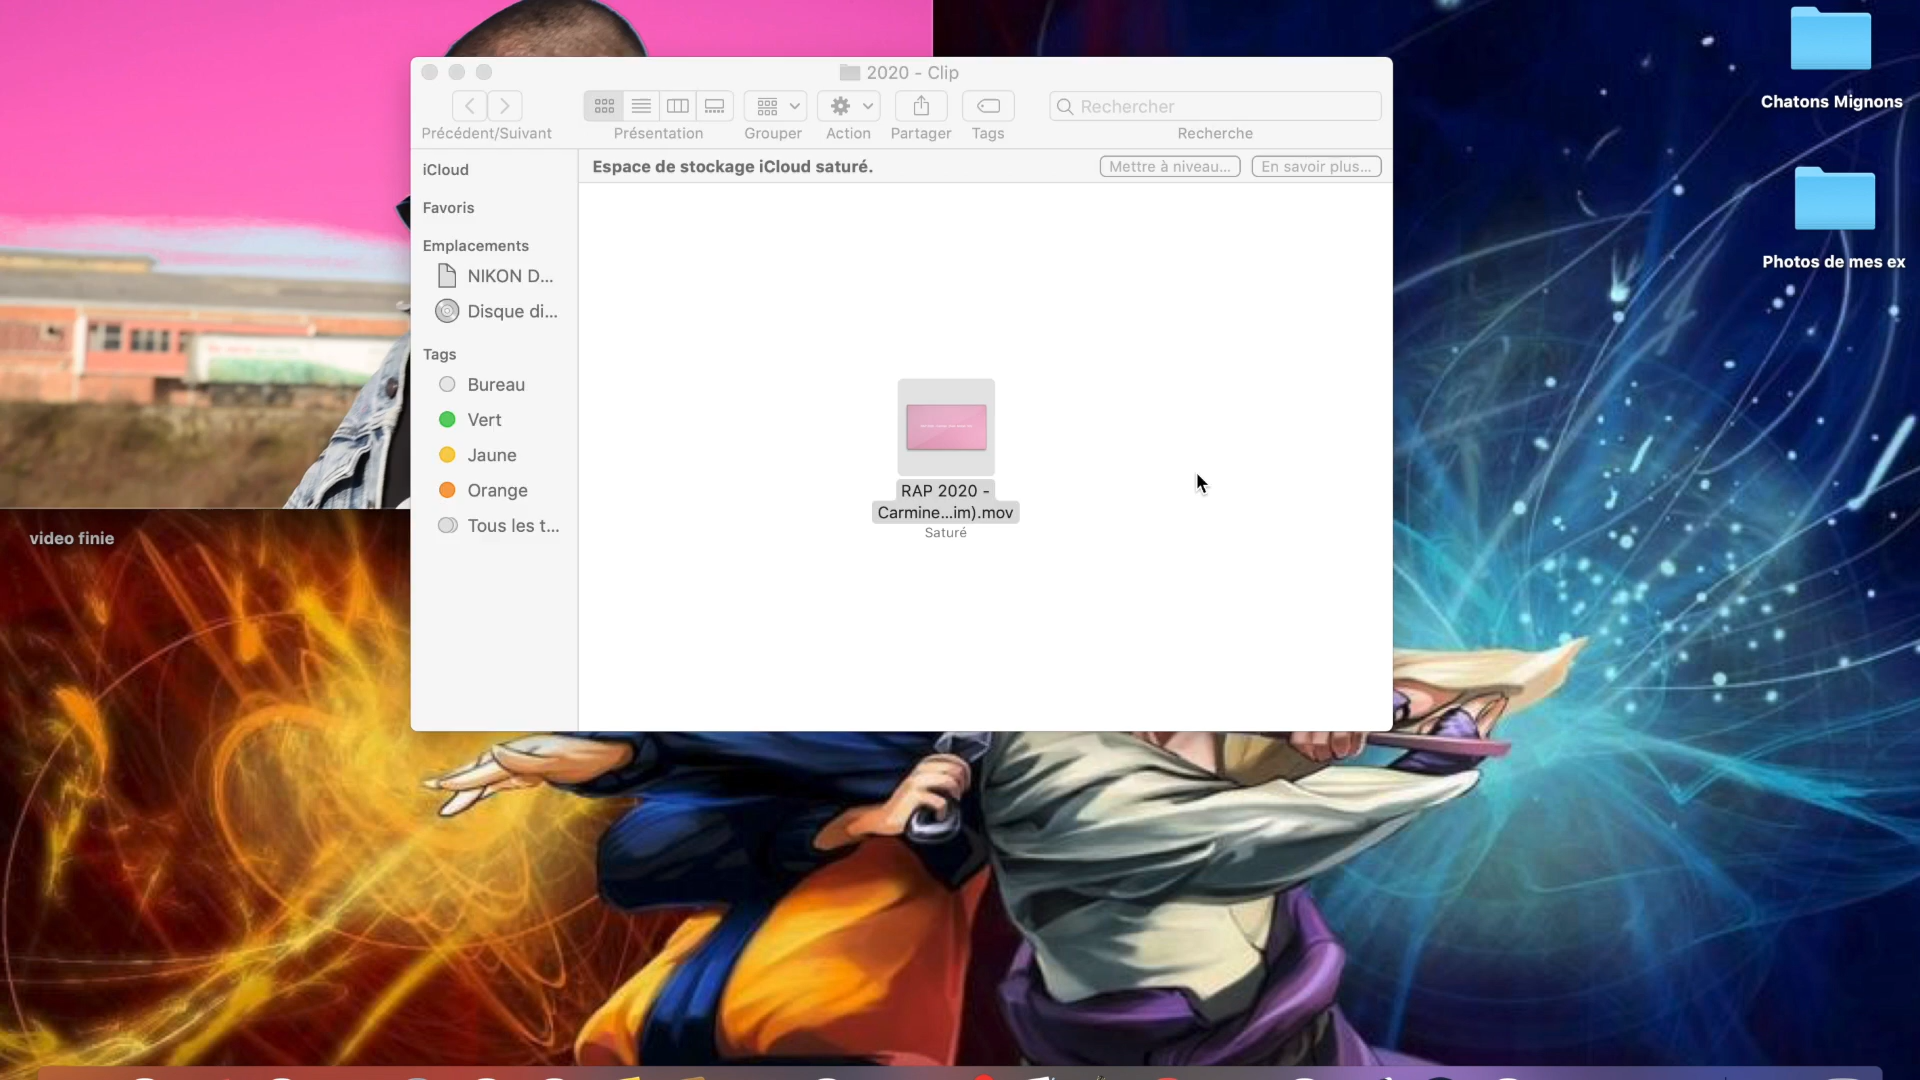 2020 - Clip
Rechercher
Précédent/Suivant
Présentation
Grouper
Action
Partager
Tags
Recherche
iCloud
Favoris
Emplacements
NIKON D...
Disque di...
Tags
Bureau
Vert
Jaune
Orange
Tous les t...
Espace de stockage iCloud saturé.
Mettre à niveau...
En savoir plus...
RAP 2020 -
Carmine...im).mov
Saturé
video finie
Chatons Mignons
Photos de mes ex